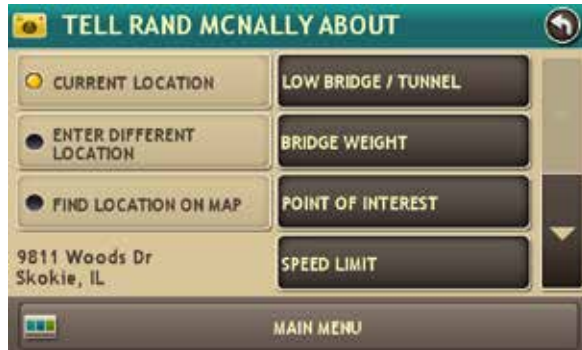 TELL RAND MCNALLY ABOUT
CURRENT LOCATION
ENTER DIFFERENT
LOCATION
FIND LOCATION ON MAP
9811 Woods Dr
Skokie, IL
LOW BRIDGE / TUNNEL
BRIDGE WEIGHT
POINT OF INTEREST
SPEED LIMIT
MAIN MENU